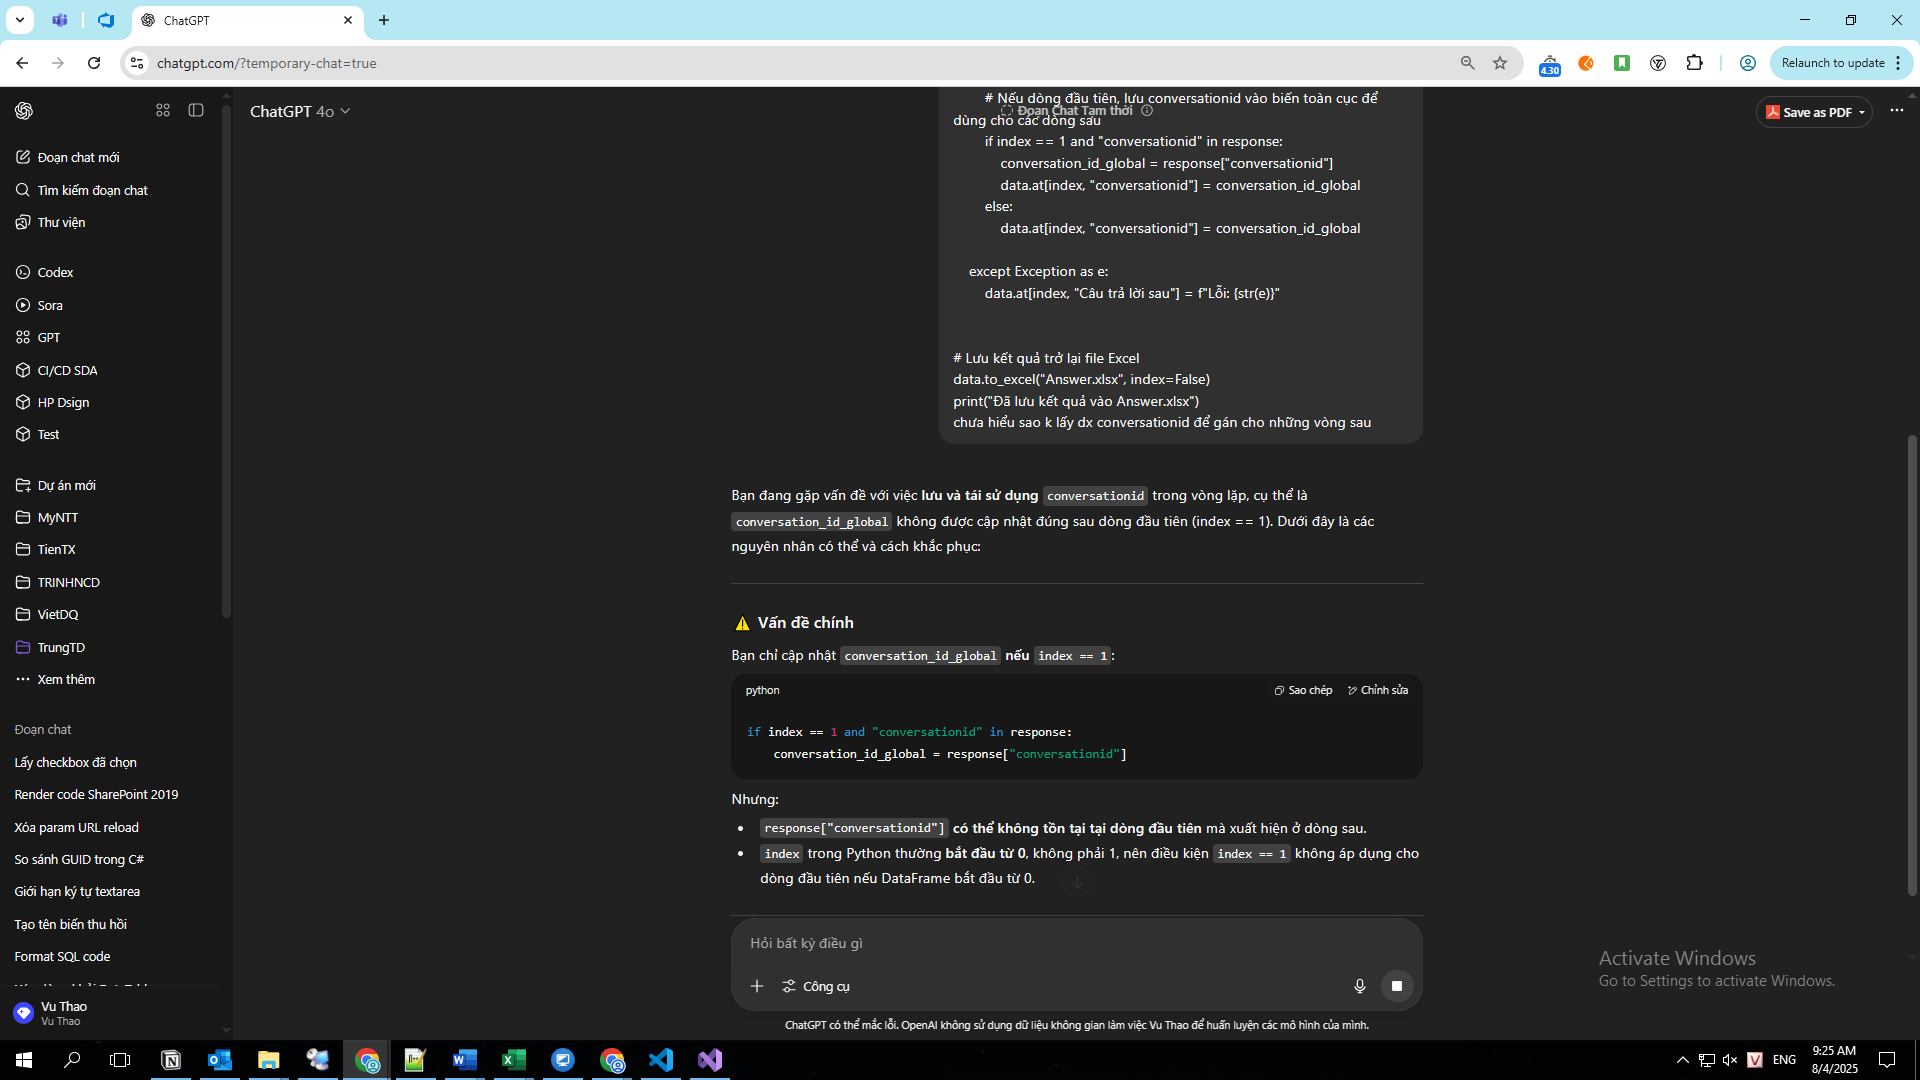 ChatGPT
chatgpt.com/?temporary-chat=true
4.30
Relaunch to update
Đoạn chat mới
Tìm kiếm đoạn chat
Thư viện
Codex
Sora
GPT
CI/CD SDA
HP Dsign
Test
Dự án mới
MyNTT
TienTX
TRINHNCD
VietDQ
TrungTD
Xem thêm
Đoạn chat
Lấy checkbox đã chọn
Render code SharePoint 2019
Xóa param URL reload
So sánh GUID trong C#
Giới hạn ký tự textarea
Tạo tên biến thu hồi
Format SQL code
Vu Thao
Vu Thao
ChatGPT 4o
Đoạn Chat Tạm thời
Save as PDF
# Nếu dòng đầu tiên, lưu conversationid vào biến toàn cục để
dùng cho các dòng sau
if index == 1 and "conversationid" in response:
conversation_id_global = response["conversationid"]
data.at[index, "conversationid"] = conversation_id_global
else:
data.at[index, "conversationid"] = conversation_id_global
except Exception as e:
data.at[index, "Câu trả lời sau"] = f"Lỗi: {str(e)}"
# Lưu kết quả trở lại file Excel
data.to_excel("Answer.xlsx", index=False)
print("Đã lưu kết quả vào Answer.xlsx")
chưa hiểu sao k lấy dx conversationid để gán cho những vòng sau
Bạn đang gặp vấn đề với việc lưu và tái sử dụng conversationid trong vòng lặp, cụ thể là
conversation_id_global không được cập nhật đúng sau dòng đầu tiên (index == 1). Dưới đây là các
nguyên nhân có thể và cách khắc phục:
⚠️ Vấn đề chính
Bạn chỉ cập nhật conversation_id_global nếu index == 1:
python
Sao chép
Chỉnh sửa
if index == 1 and "conversationid" in response:
conversation_id_global = response["conversationid"]
Nhưng:
• response["conversationid"] có thể không tồn tại tại dòng đầu tiên mà xuất hiện ở dòng sau.
• index trong Python thường bắt đầu từ 0, không phải 1, nên điều kiện index == 1 không áp dụng cho
dòng đầu tiên nếu DataFrame bắt đầu từ 0.
Hỏi bất kỳ điều gì
Công cụ
ChatGPT có thể mắc lỗi. OpenAI không sử dụng dữ liệu không gian làm việc Vu Thao để huấn luyện các mô hình của mình.
Activate Windows
Go to Settings to activate Windows.
ENG
9:25 AM
8/4/2025